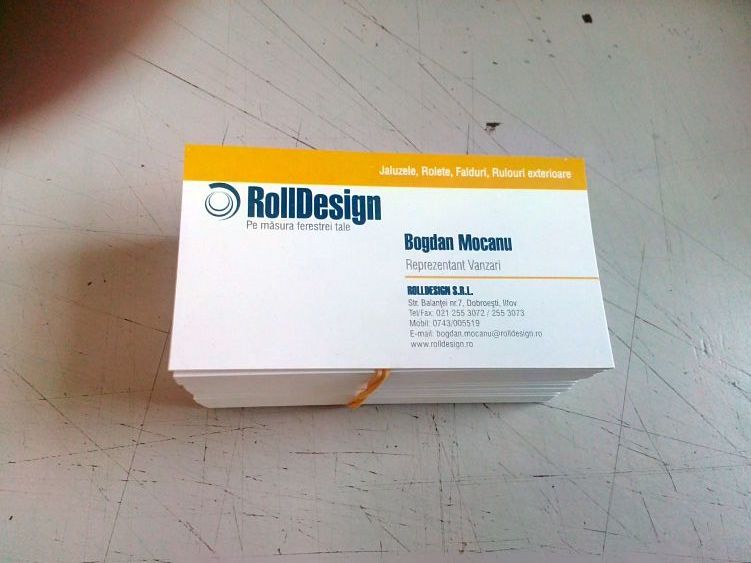 Jaluzele, Rolete, Falduri, Rulouri exterioare
RollDesign
Pe măsura ferestrei tale
Bogdan Mocanu
Reprezentant Vanzari
ROLLDESIGN S.R.L.
Str. Balanței nr.7, Dobroești, Ilfov
Tel/Fax: 021 255 3072 / 255 3073
Mobil: 0743/005519
E-mail: bogdan.mocanu@rolldesign.ro
www.rolldesign.ro